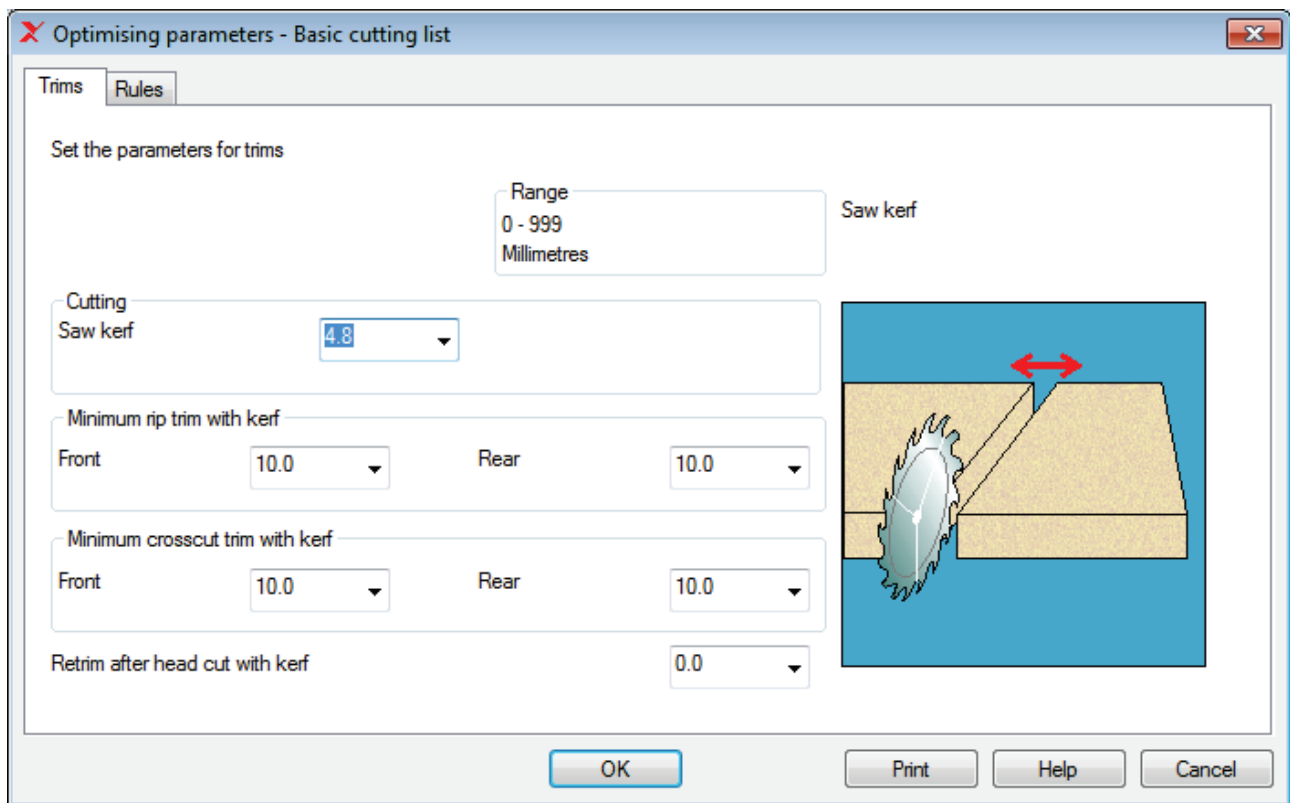 Optimising parameters - Basic cutting list
Trims
Rules
Set the parameters for trims
Range
0 - 999
Millimetres
Saw kerf
Cutting
Saw kerf
4.8
Minimum rip trim with kerf
Front
10.0
Rear
10.0
Minimum crosscut trim with kerf
Front
10.0
Rear
10.0
Retrim after head cut with kerf
0.0
OK
Print
Help
Cancel